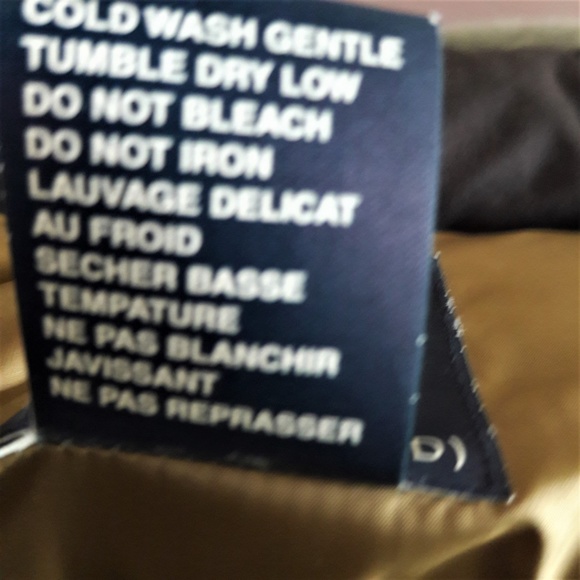 COLD WASH GENTLE
TUMBLE DRY LOW
DO NOT BLEACH
DO NOT IRON
LAUVAGE DELICAT
AU FROID
SECHER BASSE
TEMPATURE
NE PAS BLANCHIR
JAVISSANT
NE PAS REPRASSER
D)